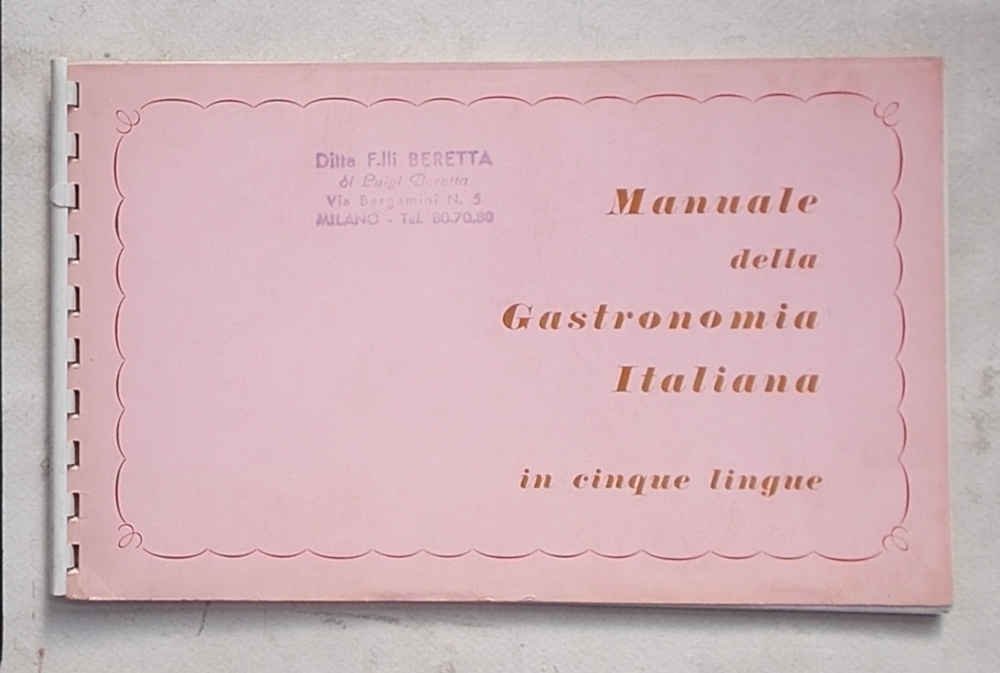 Ditta F.lli BERETTA
di Luigi Beretta
Via Bergamini N. 5
MILANO - Tel. 80.70.80
Manuale
della
Gastronomia
Italiana
in cinque lingue